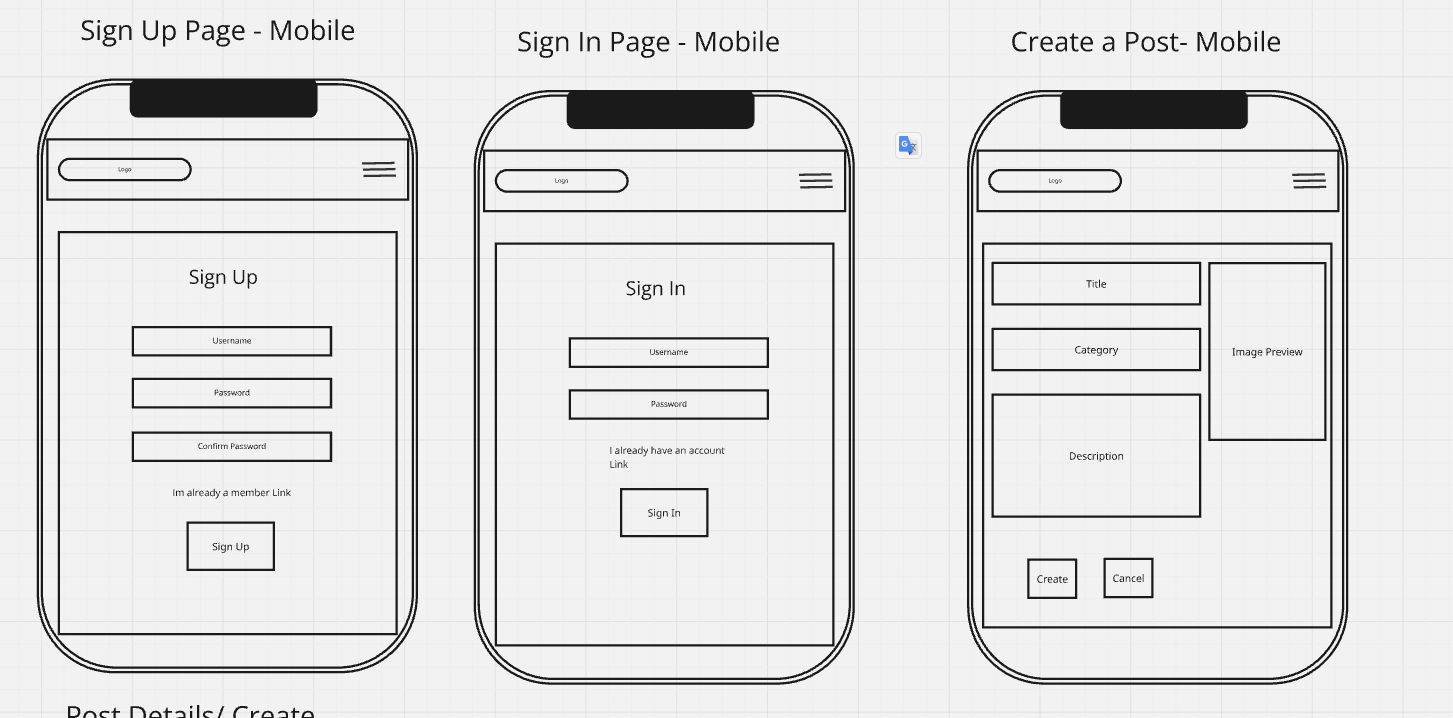 Sign Up Page - Mobile
Logo
Sign Up
Username
Password
Confirm Password
Im already a member Link
Sign Up
Sign In Page - Mobile
Logo
Sign In
Username
Password
I already have an account
Link
Sign In
G
Create a Post- Mobile
Logo
Title
Category
Image Preview
Description
Create
Cancel
Post Details/ Create